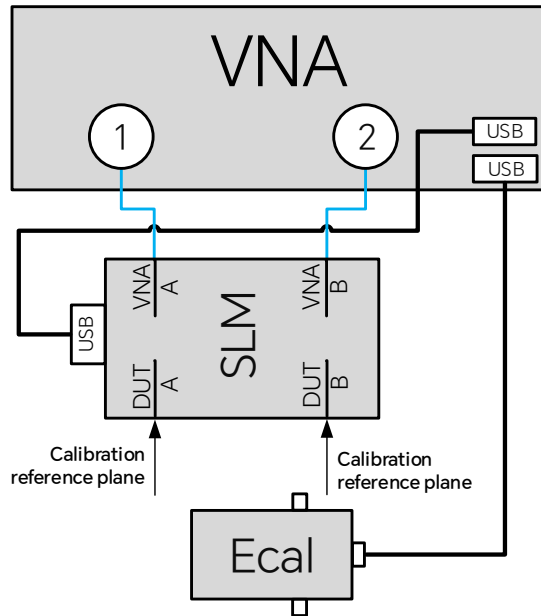 VNA
1
2
USB
USB
VNA
A
VNA
B
USB
SLM
DUT
A
DUT
B
Calibration
reference plane
Calibration
reference plane
Ecal